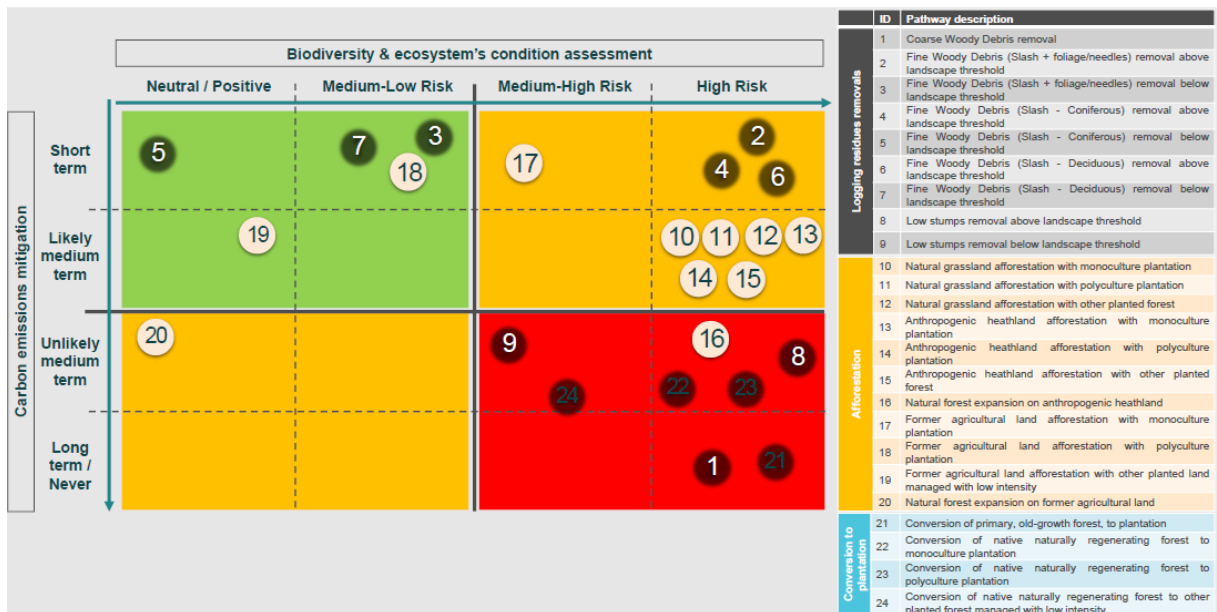 Biodiversity & ecosystem's condition assessment
Neutral / Positive
Medium-Low Risk
Medium-High Risk
High Risk
Carbon emissions mitigation
Short
term
Likely
medium
term
Unlikely
medium
term
Long
term /
Never
5
7
3
18
17
2
4
6
19
10
11
12
13
14
15
20
9
24
16
8
22
23
1
21
ID Pathway description
Logging residues removals
1 Coarse Woody Debris removal
2 Fine Woody Debris (Slash + foliage/needles) removal above
landscape threshold
3 Fine Woody Debris (Slash + foliage/needles) removal below
landscape threshold
4 Fine Woody Debris (Slash - Coniferous) removal above
landscape threshold
5 Fine Woody Debris (Slash - Coniferous) removal below
landscape threshold
6 Fine Woody Debris (Slash - Deciduous) removal above
landscape threshold
7 Fine Woody Debris (Slash - Deciduous) removal below
landscape threshold
8 Low stumps removal above landscape threshold
9 Low stumps removal below landscape threshold
Afforestation
10 Natural grassland afforestation with monoculture plantation
11 Natural grassland afforestation with polyculture plantation
12 Natural grassland afforestation with other planted forest
13 Anthropogenic heathland afforestation with monoculture
plantation
14 Anthropogenic heathland afforestation with polyculture
plantation
15 Anthropogenic heathland afforestation with other planted
forest
16 Natural forest expansion on anthropogenic heathland
17 Former agricultural land afforestation with monoculture
plantation
18 Former agricultural land afforestation with polyculture
plantation
19 Former agricultural land afforestation with other planted land
managed with low intensity
20 Natural forest expansion on former agricultural land
Conversion to
plantation
21 Conversion of primary, old-growth forest, to plantation
22 Conversion of native naturally regenerating forest to
monoculture plantation
23 Conversion of native naturally regenerating forest to
polyculture plantation
24 Conversion of native naturally regenerating forest to other
planted forest managed with low intensity